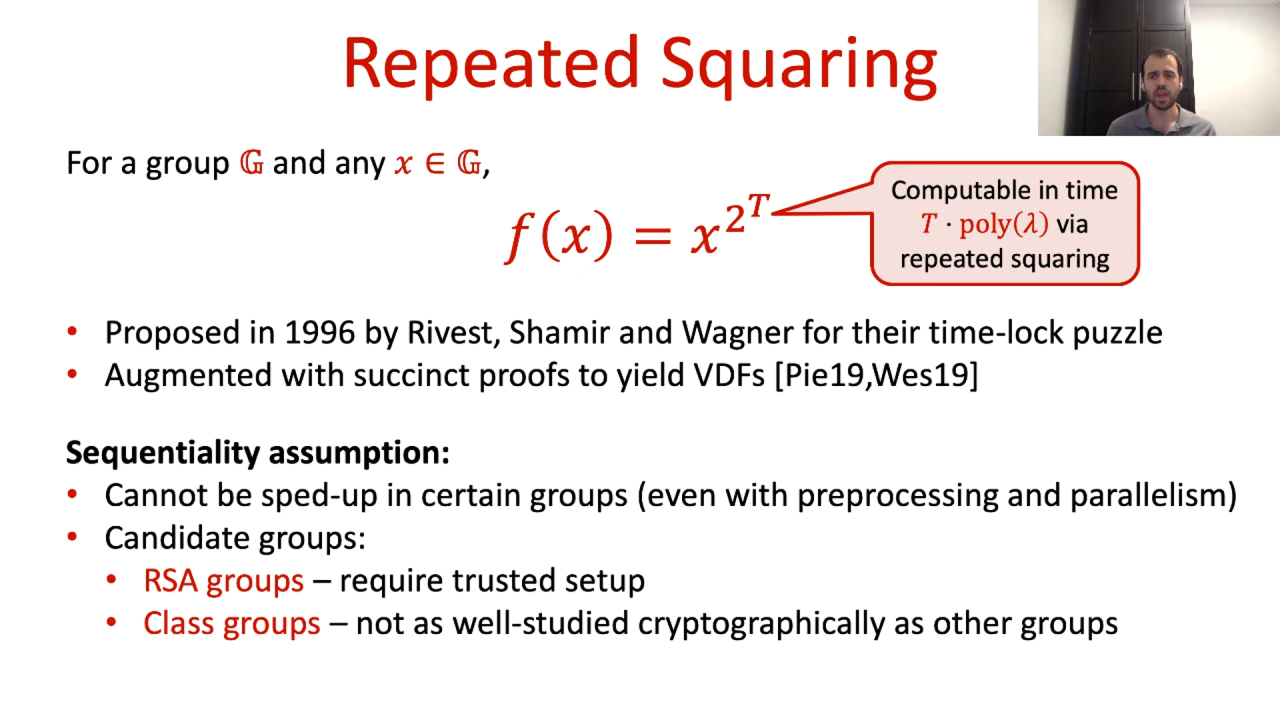 Repeated Squaring
For a group 𝔾 and any x ∈ 𝔾,
f(x) = x^{2^T}
Computable in time
T · poly(λ) via
repeated squaring
• Proposed in 1996 by Rivest, Shamir and Wagner for their time-lock puzzle
• Augmented with succinct proofs to yield VDFs [Pie19,Wes19]
Sequentiality assumption:
• Cannot be sped-up in certain groups (even with preprocessing and parallelism)
• Candidate groups:
• RSA groups – require trusted setup
• Class groups – not as well-studied cryptographically as other groups